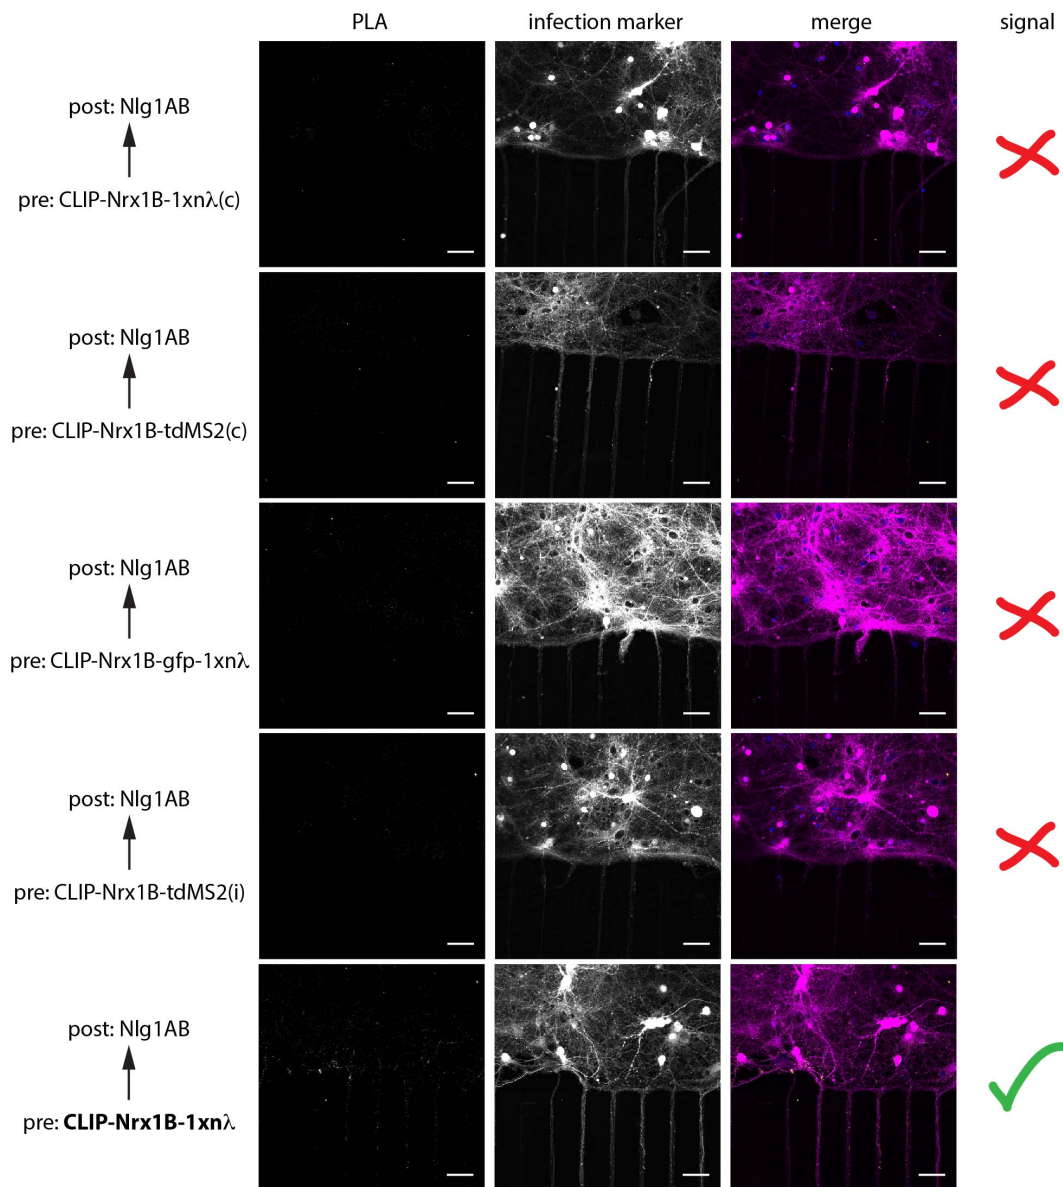 PLA infection marker merge signal
post: Nlg1AB
pre: CLIP-Nrx1B-1xnλ(c)
post: Nlg1AB
pre: CLIP-Nrx1B-tdMS2(c)
post: Nlg1AB
pre: CLIP-Nrx1B-gfp-1xnλ
post: Nlg1AB
pre: CLIP-Nrx1B-tdMS2(i)
post: Nlg1AB
pre: CLIP-Nrx1B-1xnλ